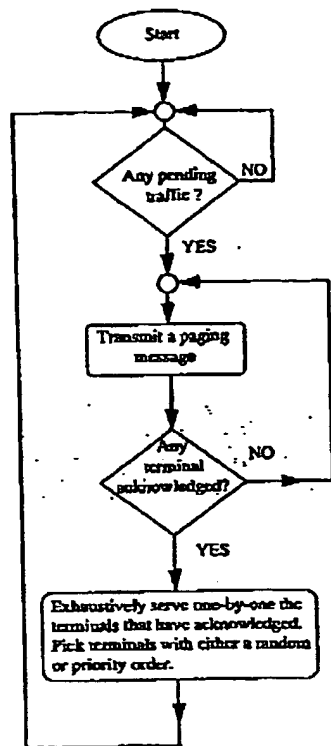 Start
Any pending
traffic ?
NO
YES
Transmit a paging
message
Any
terminal
acknowledged?
NO
YES
Exhaustively serve one-by-one the
terminals that have acknowledged.
Pick terminals with either a random
or priority order.